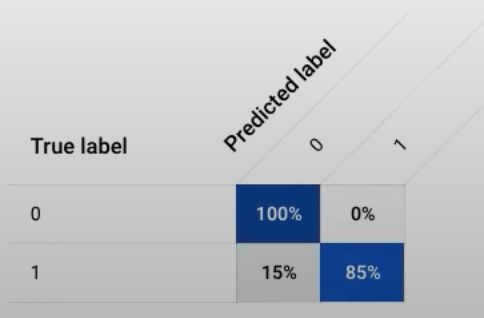 Predicted label
True label
0 1
0 100% 0%
1 15% 85%